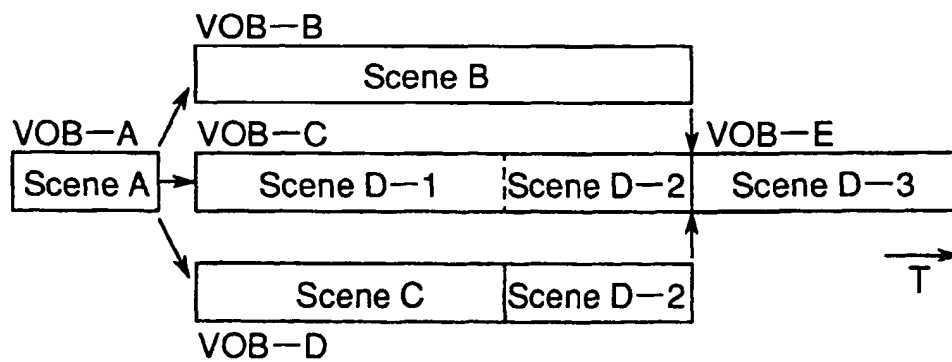 VOB—B
Scene B
VOB—A
VOB—C
VOB—E
Scene A
Scene D—1
Scene D—2
Scene D—3
T
Scene C
Scene D—2
VOB—D